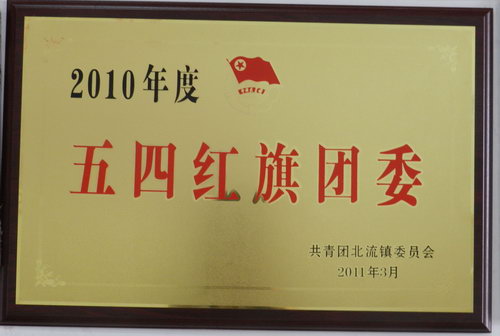 2010年度
五四红旗团委
共青团北流镇委员会
2011年3月